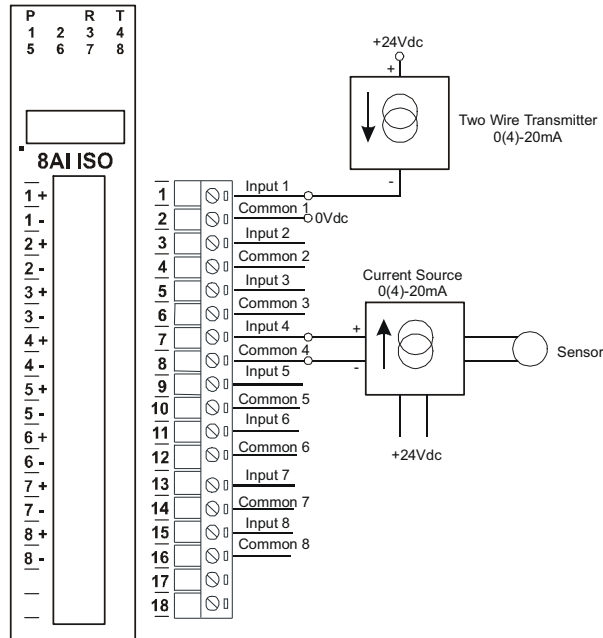 P R T
1 2 3 4
5 6 7 8
8AI ISO
1 +
1 -
2 +
2 -
3 +
3 -
4 +
4 -
5 +
5 -
6 +
6 -
7 +
7 -
8 +
8 -
1
2
3
4
5
6
7
8
9
10
11
12
13
14
15
16
17
18
Input 1
Common 1
0Vdc
Input 2
Common 2
Input 3
Common 3
Input 4
Common 4
Input 5
Common 5
Input 6
Common 6
Input 7
Common 7
Input 8
Common 8
+24Vdc
+
-
Two Wire Transmitter
0(4)-20mA
Current Source
0(4)-20mA
+
-
Sensor
+24Vdc